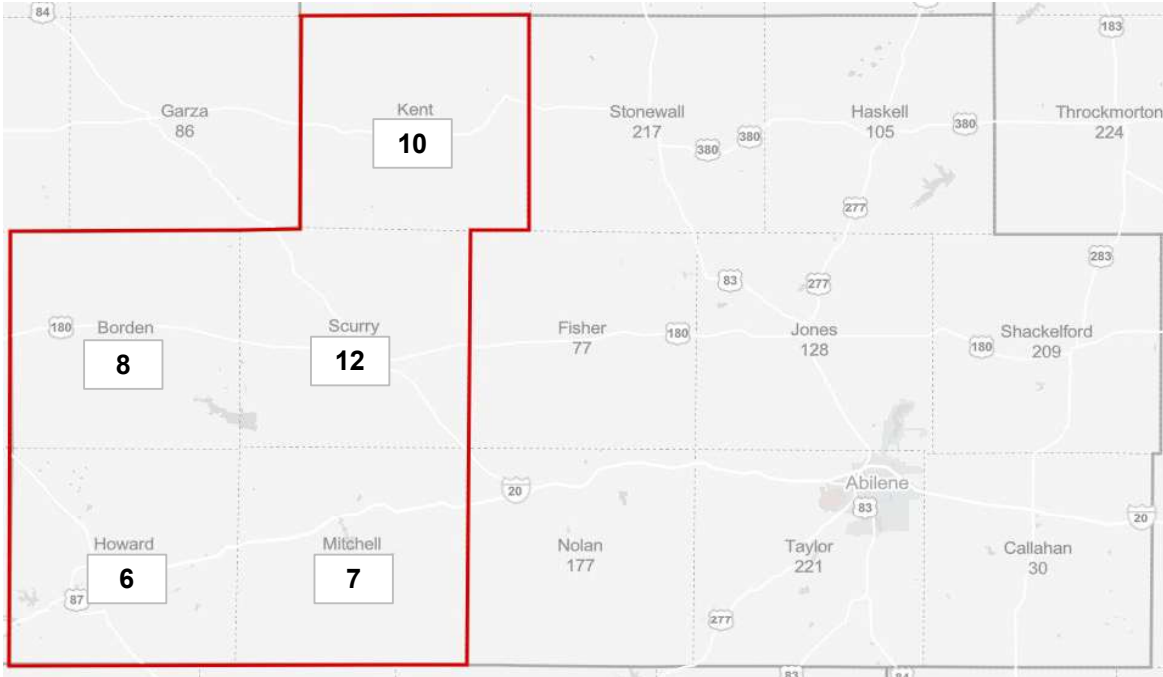 84
183
Garza
86
Kent
10
Stonewall
217
Haskell
105
Throckmorton
224
380
380
380
277
283
83
277
180
Borden
8
Scurry
12
Fisher
77
180
Jones
128
180
Shackelford
209
Abilene
20
83
20
Howard
6
Mitchell
7
Nolan
177
Taylor
221
Callahan
30
87
277
83
84